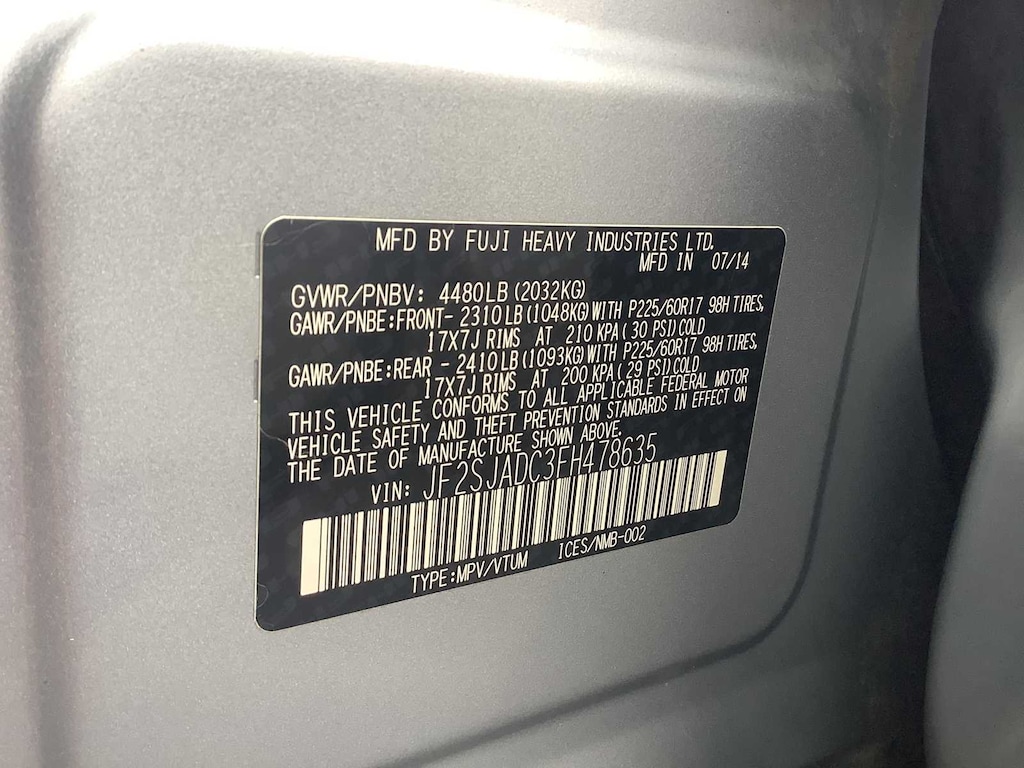 MFD BY FUJI HEAVY INDUSTRIES LTD.
MFD IN 07/14
GVWR/PNBV: 4480LB(2032KG)
GAWR/PNBE:FRONT- 2310LB(1048KG)WITH P225/60R17 98H TIRES,
17X7J RIMS AT 210 KPA(30 PSI)COLD
GAWR/PNBE:REAR - 2410LB(1093KG)WITH P225/60R17 98H TIRES,
17X7J RIMS AT 200 KPA(29 PSI)COLD
THIS VEHICLE CONFORMS TO ALL APPLICABLE FEDERAL MOTOR
VEHICLE SAFETY AND THEFT PREVENTION STANDARDS IN EFFECT ON
THE DATE OF MANUFACTURE SHOWN ABOVE.
VIN: JF2SJADC3FH478635
TYPE:MPV/VTUM ICES/NMB-002